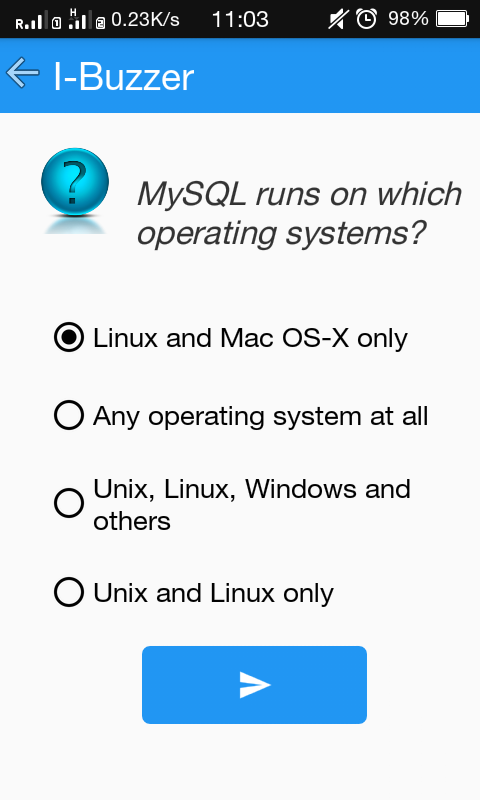 R 1 H 2 0.23K/s 11:03 98%
I-Buzzer
?
MySQL runs on which
operating systems?
Linux and Mac OS-X only
Any operating system at all
Unix, Linux, Windows and
others
Unix and Linux only